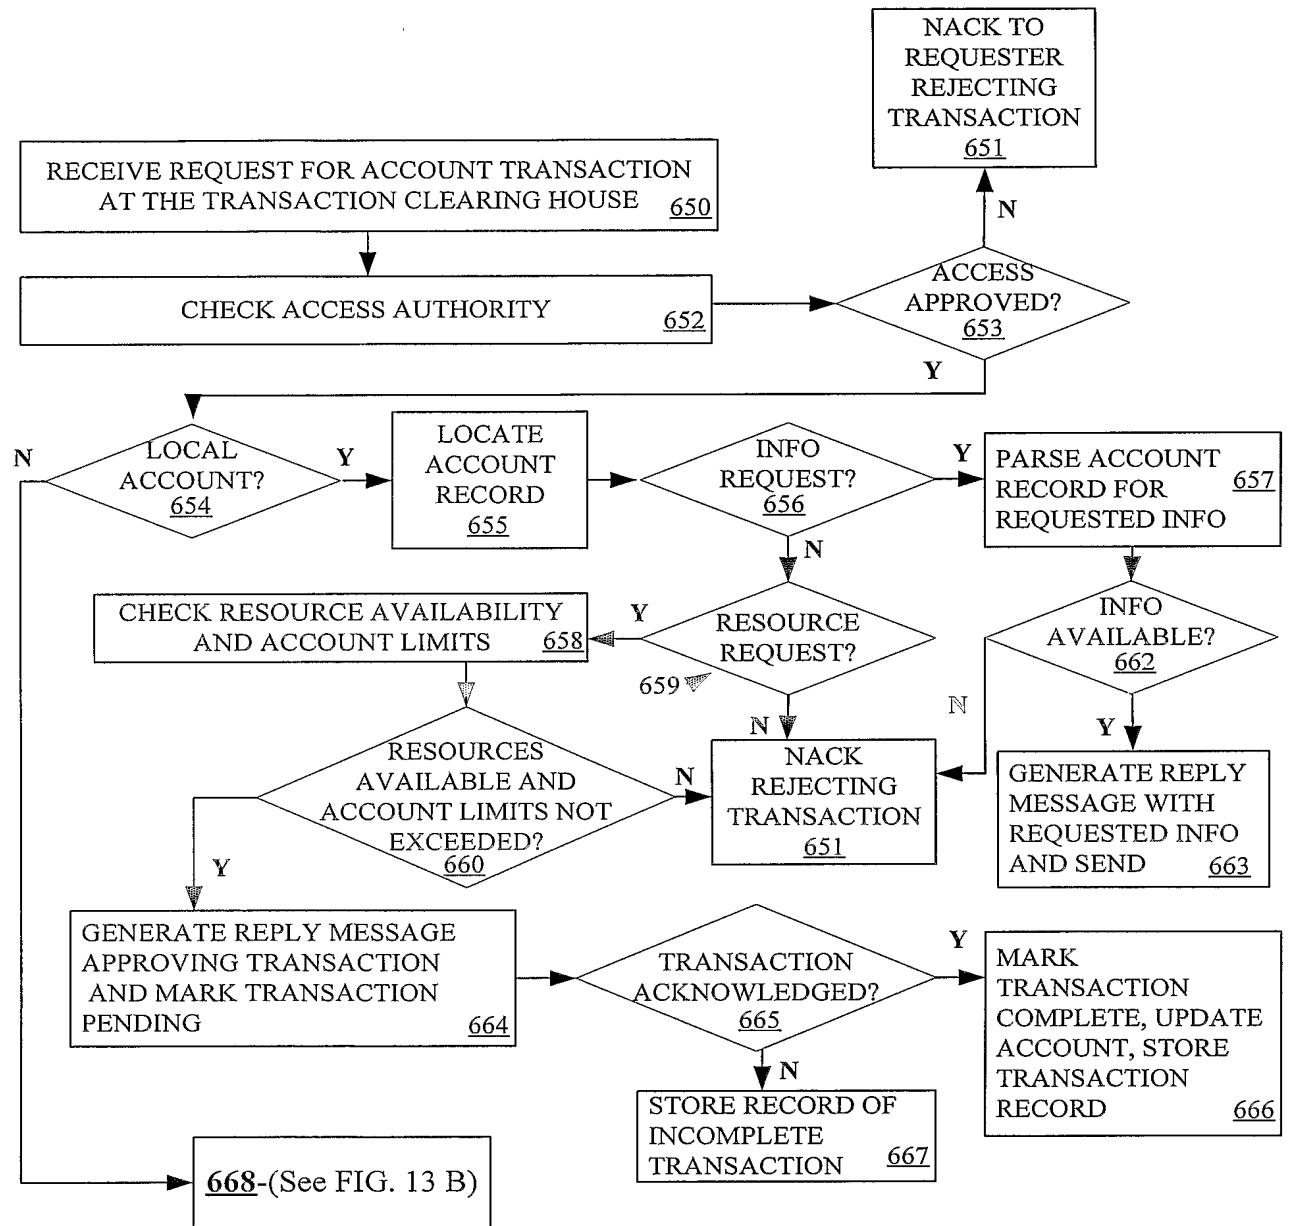 NACK TO
REQUESTER
REJECTING
TRANSACTION
651
RECEIVE REQUEST FOR ACCOUNT TRANSACTION
AT THE TRANSACTION CLEARING HOUSE
650
N
CHECK ACCESS AUTHORITY
652
ACCESS
APPROVED?
653
Y
N
LOCAL
ACCOUNT?
654
Y
LOCATE
ACCOUNT
RECORD
655
INFO
REQUEST?
656
Y
PARSE ACCOUNT
RECORD FOR
REQUESTED INFO
657
N
CHECK RESOURCE AVAILABILITY
AND ACCOUNT LIMITS
658
Y
RESOURCE
REQUEST?
659
INFO
AVAILABLE?
662
N
N
Y
RESOURCES
AVAILABLE AND
ACCOUNT LIMITS NOT
EXCEEDED?
660
N
NACK
REJECTING
TRANSACTION
651
GENERATE REPLY
MESSAGE WITH
REQUESTED INFO
AND SEND
663
Y
GENERATE REPLY MESSAGE
APPROVING TRANSACTION
AND MARK TRANSACTION
PENDING
664
TRANSACTION
ACKNOWLEDGED?
665
Y
MARK
TRANSACTION
COMPLETE, UPDATE
ACCOUNT, STORE
TRANSACTION
RECORD
666
N
STORE RECORD OF
INCOMPLETE
TRANSACTION
667
668-(See FIG. 13 B)